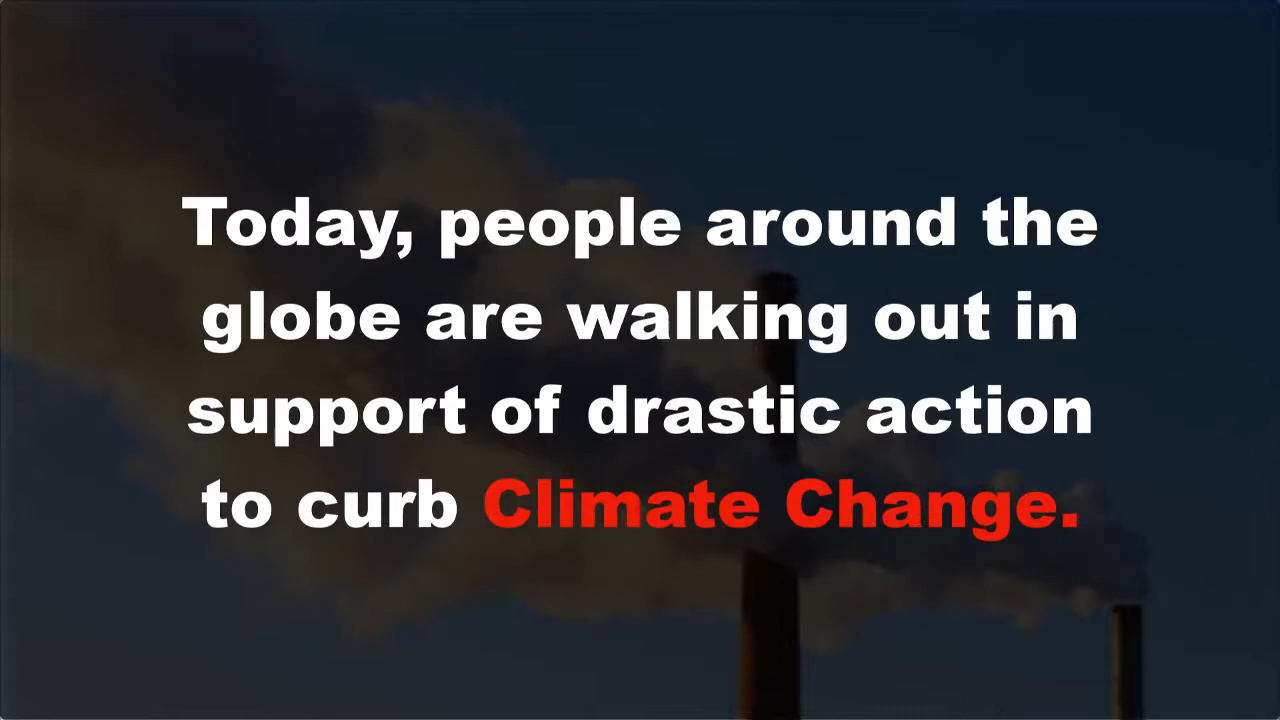 Today, people around the
globe are walking out in
support of drastic action
to curb Climate Change.